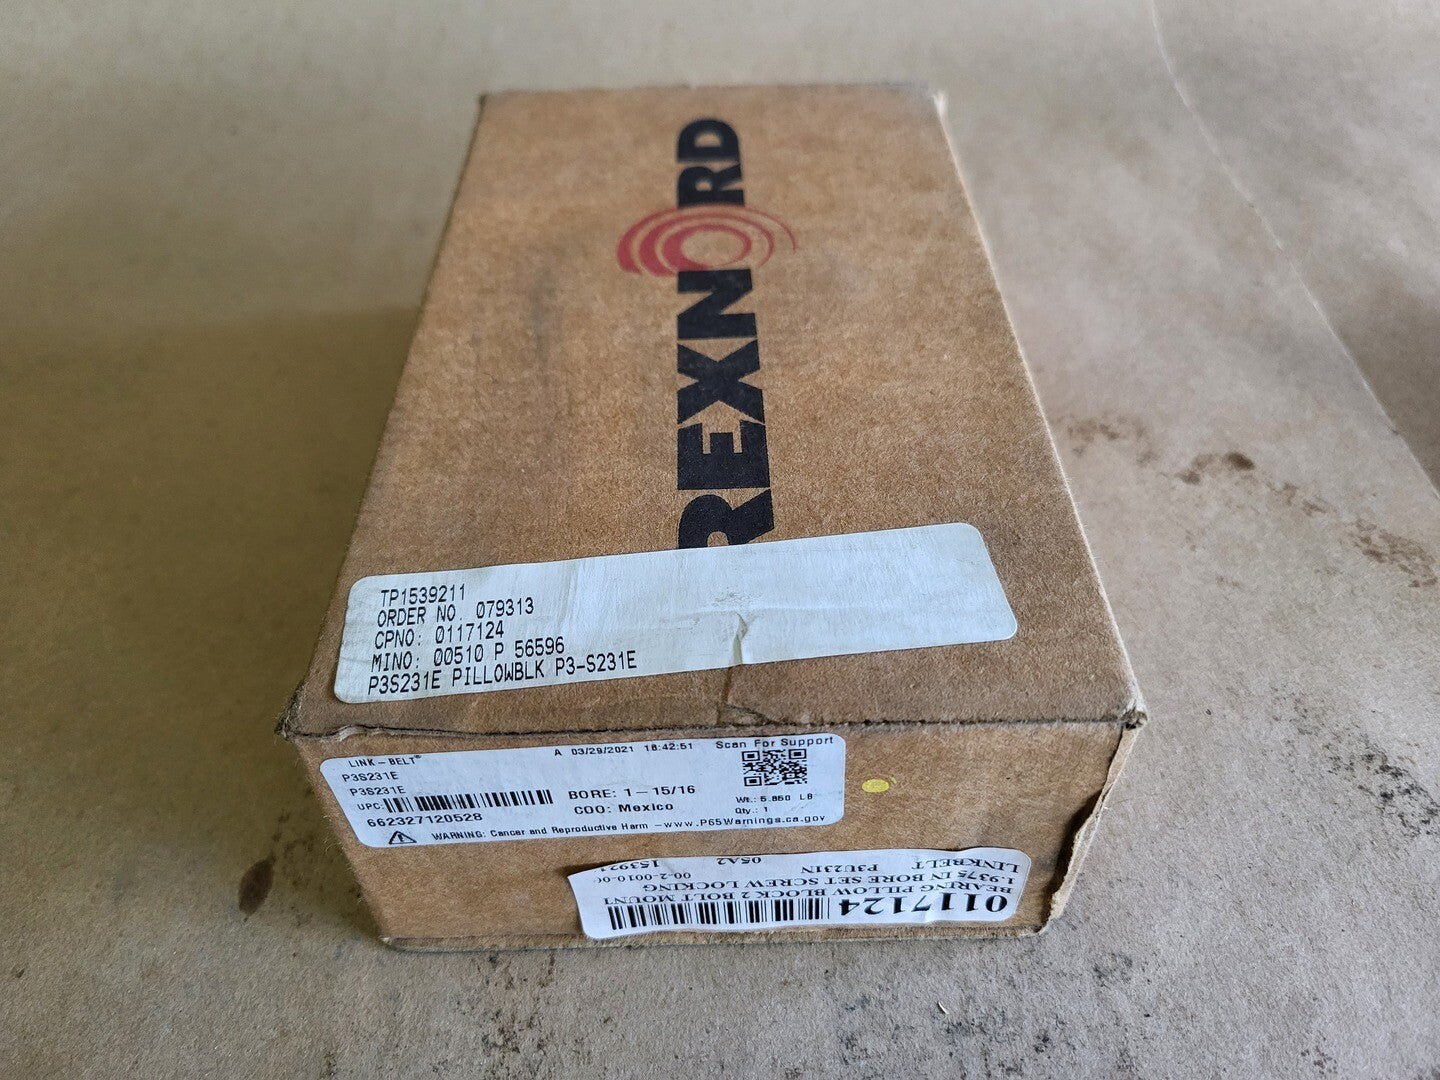 REXNORD
TP1539211
ORDER NO. 079313
CPNO: 0117124
MINO: 00510 P 56596
P3S231E PILLOWBLK P3-S231E
LINK-BELT®
A 03/29/2021 16:42:51
Scan For Support
P3S231E
P3S231E
BORE: 1-15/16
UPC:
COO: Mexico
Wt.: 5.850 LB
Qty.: 1
662327120528
WARNING: Cancer and Reproductive Harm -www.P65Warnings.ca.gov
0117124
BEARING PILLOW BLOCK 2 BOLT MOUNT
1.9375 IN BORE SET SCREW LOCKING
LINKBELT P3U231N
05A2